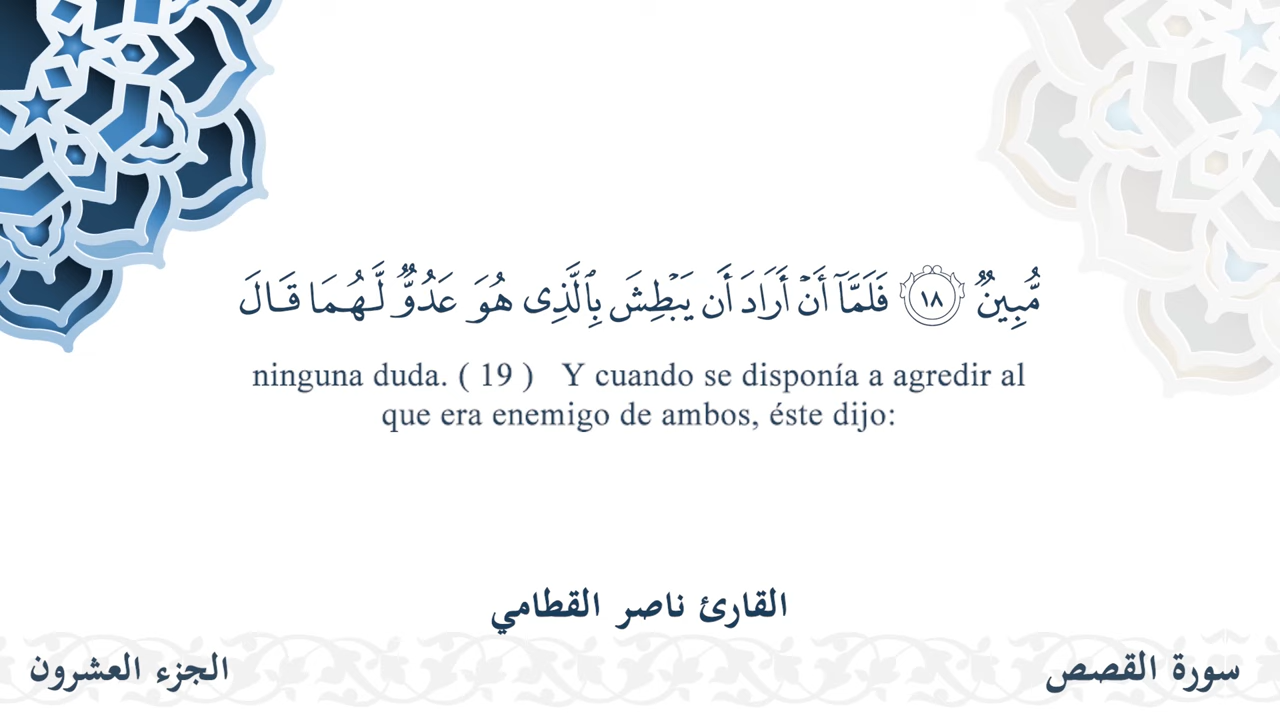 مُّبِينٌ ١٨ فَلَمَّآ أَنۡ أَرَادَ أَن يَبۡطِشَ بِٱلَّذِى هُوَ عَدُوٌّ لَّهُمَا قَالَ
ninguna duda. ( 19 ) Y cuando se disponía a agredir al
que era enemigo de ambos, éste dijo:
القارئ ناصر القطامي
سورة القصص
الجزء العشرون